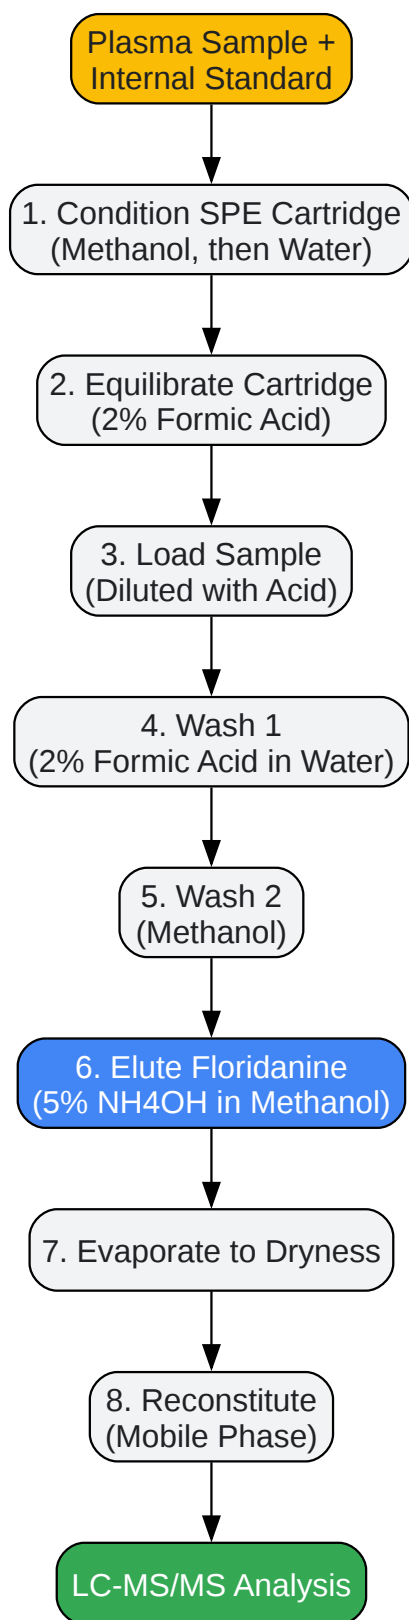 Plasma Sample +
Internal Standard
1. Condition SPE Cartridge
(Methanol, then Water)
2. Equilibrate Cartridge
(2% Formic Acid)
3. Load Sample
(Diluted with Acid)
4. Wash 1
(2% Formic Acid in Water)
5. Wash 2
(Methanol)
6. Elute Floridanine
(5% NH4OH in Methanol)
7. Evaporate to Dryness
8. Reconstitute
(Mobile Phase)
LC-MS/MS Analysis